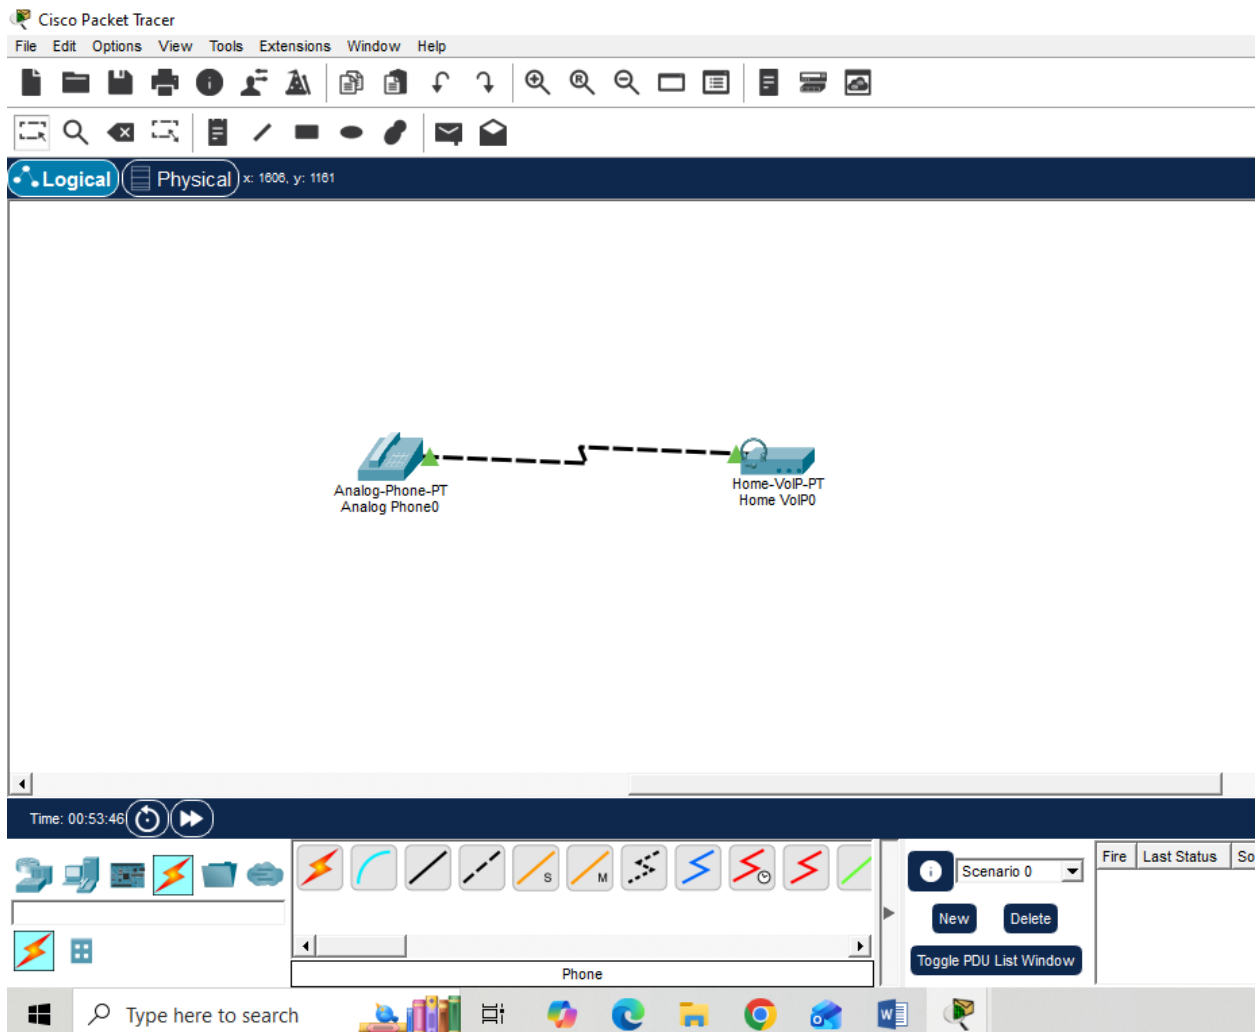 Cisco Packet Tracer
File Edit Options View Tools Extensions Window Help
Logical Physical x: 1606, y: 1161
Analog-Phone-PT
Analog Phone0
Home-VoIP-PT
Home VoIP0
Time: 00:53:46
S M
Scenario 0
Fire Last Status So
New Delete
Toggle PDU List Window
Phone
Type here to search